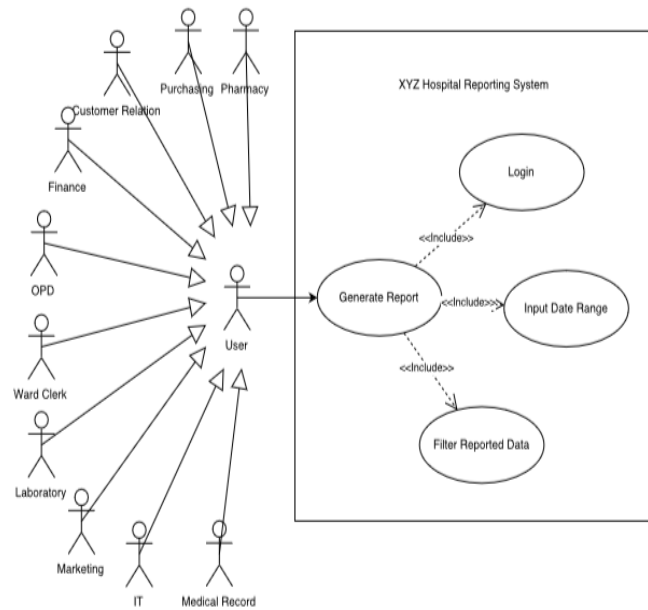 Purchasing
Pharmacy
Customer Relation
XYZ Hospital Reporting System
Finance
Login
<<Include>>
OPD
User
Generate Report
<<Include>>
Input Date Range
Ward Clerk
<<Include>>
Filter Reported Data
Laboratory
Marketing
IT
Medical Record